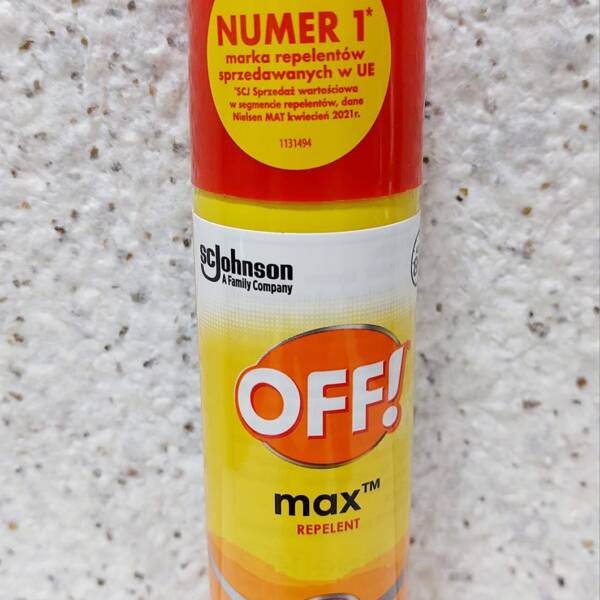 NUMER 1*
marka repelentów
sprzedawanych w UE
*SCJ Sprzedaż wartościowa
w segmencie repelentów, dane
Nielsen MAT kwiecień 2021r.
1131494
SC Johnson
A Family Company
OFF!
max™
REPELENT